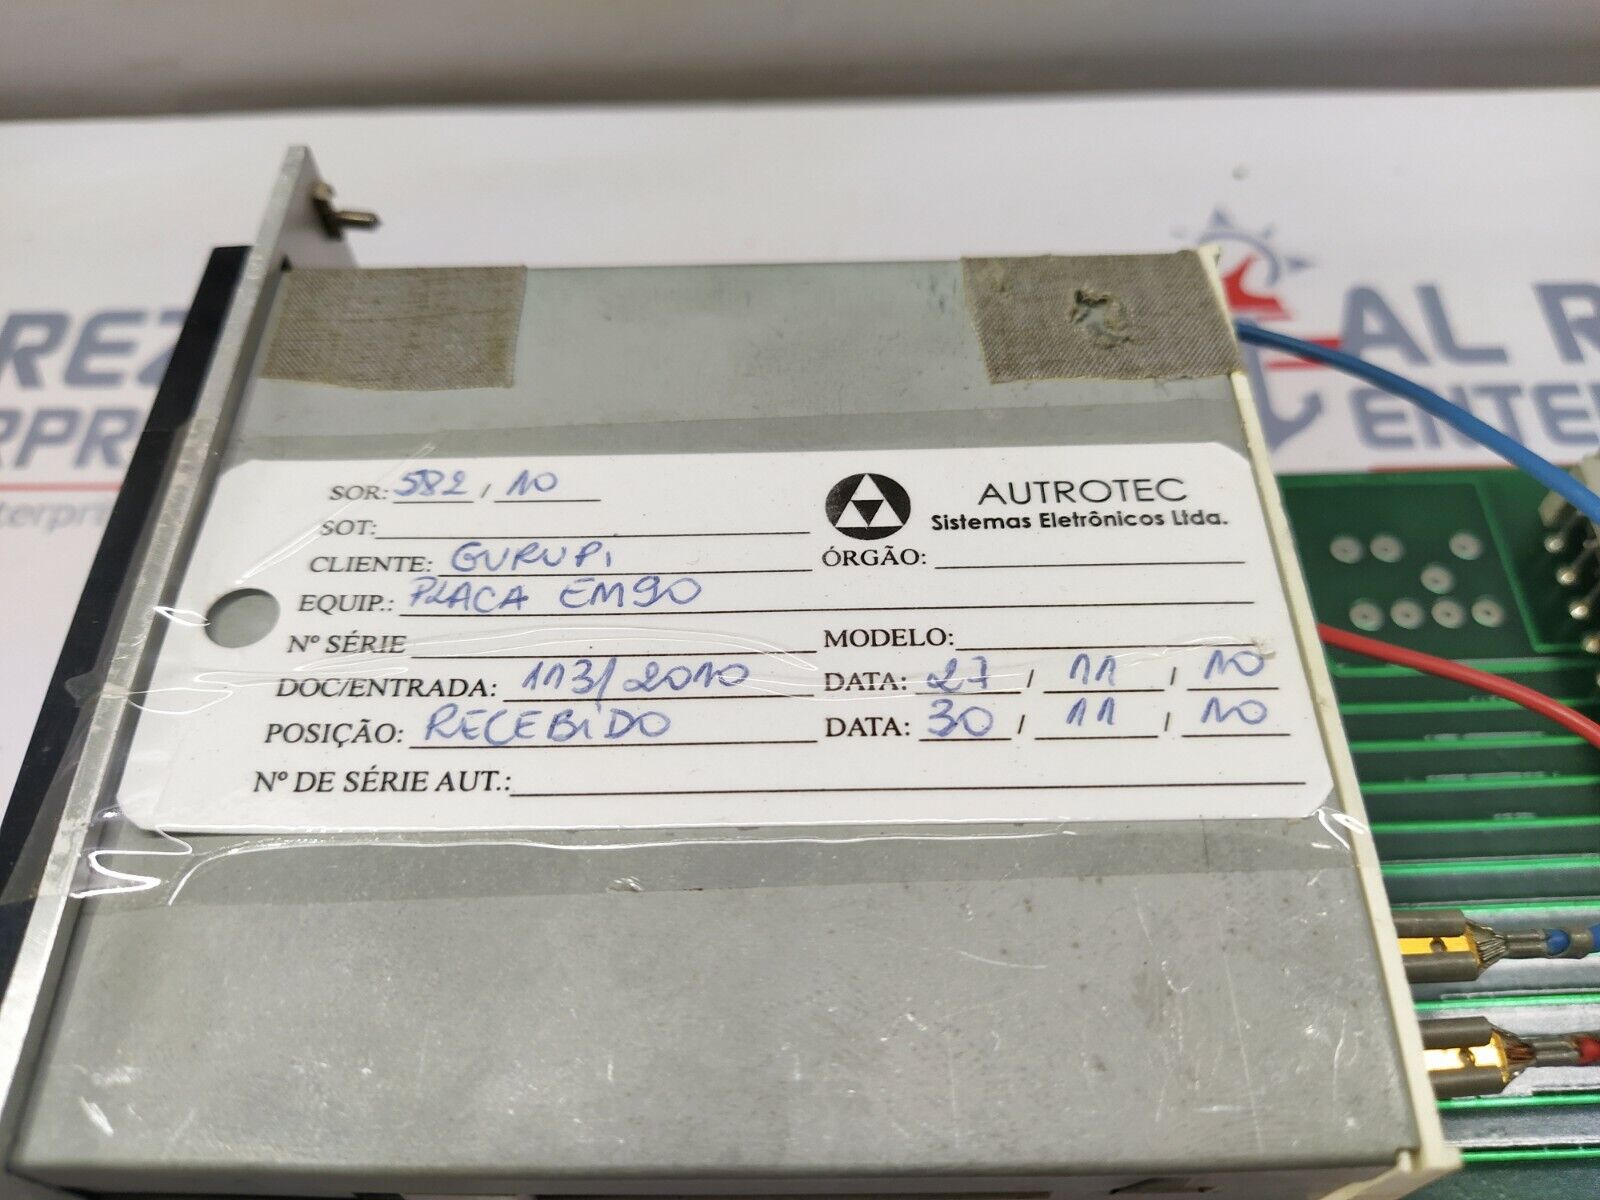 SOR: 582 / 10
AUTROTEC
Sistemas Eletrônicos Ltda.
SOT:
CLIENTE: GURUPI
ÓRGÃO:
EQUIP.: PLACA EM90
Nº SÉRIE
MODELO:
DOC/ENTRADA: 113/2010
DATA: 27 / 11 / 10
POSIÇÃO: RECEBIDO
DATA: 30 / 11 / 10
Nº DE SÉRIE AUT.:
AL